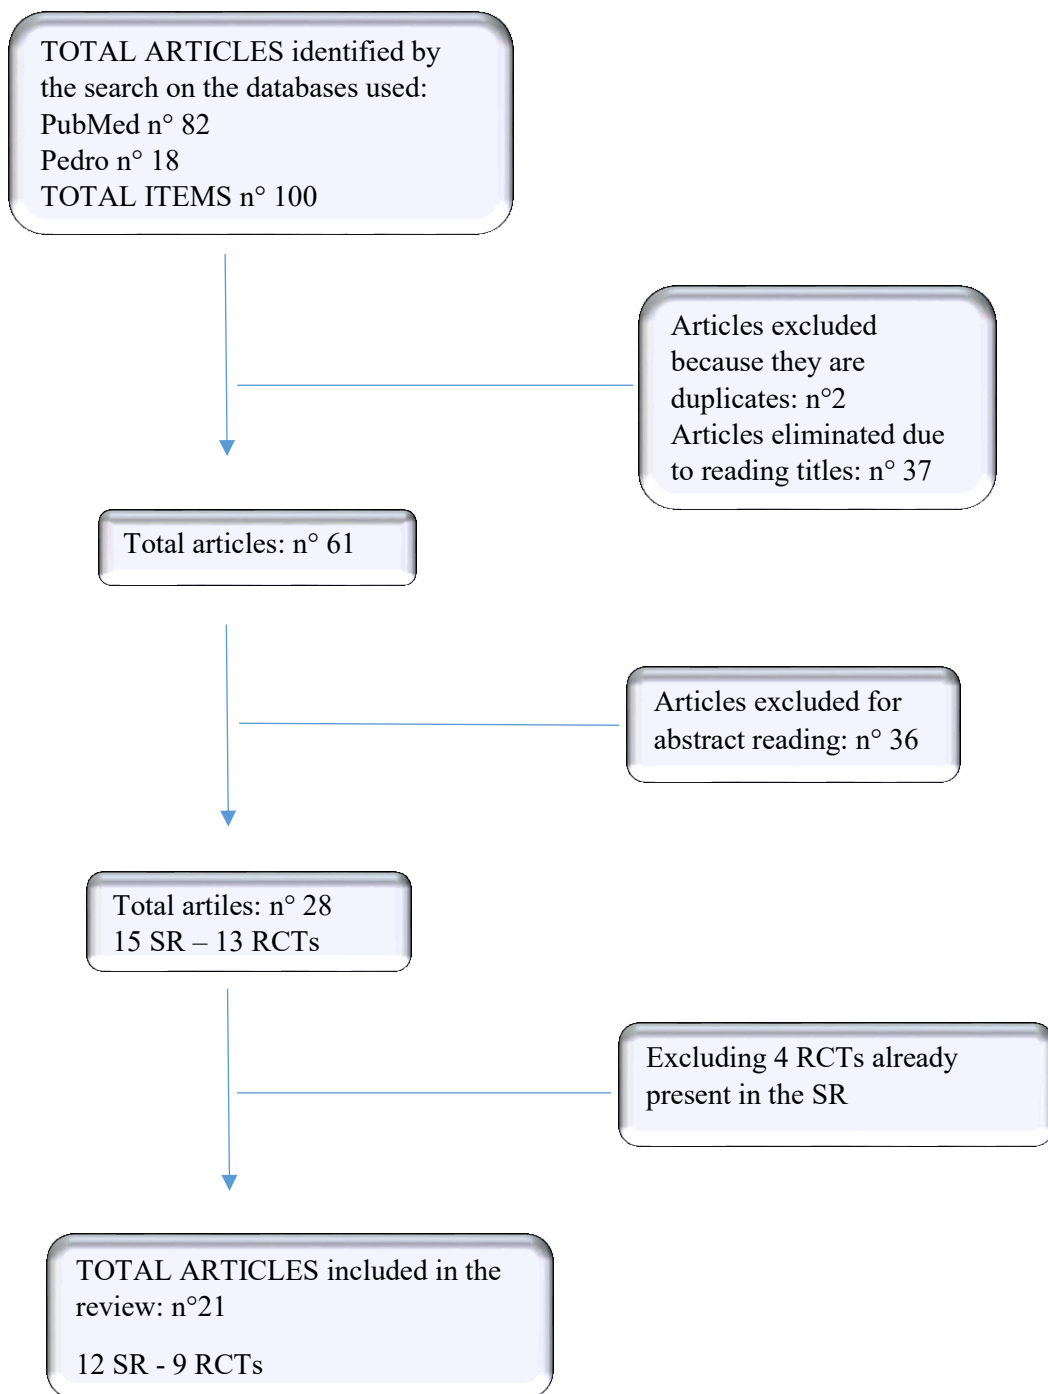 TOTAL ARTICLES identified by
the search on the databases used:
PubMed n° 82
Pedro n° 18
TOTAL ITEMS n° 100
Articles excluded
because they are
duplicates: n°2
Articles eliminated due
to reading titles: n° 37
Total articles: n° 61
Articles excluded for
abstract reading: n° 36
Total artiles: n° 28
15 SR – 13 RCTs
Excluding 4 RCTs already
present in the SR
TOTAL ARTICLES included in the
review: n°21
12 SR - 9 RCTs